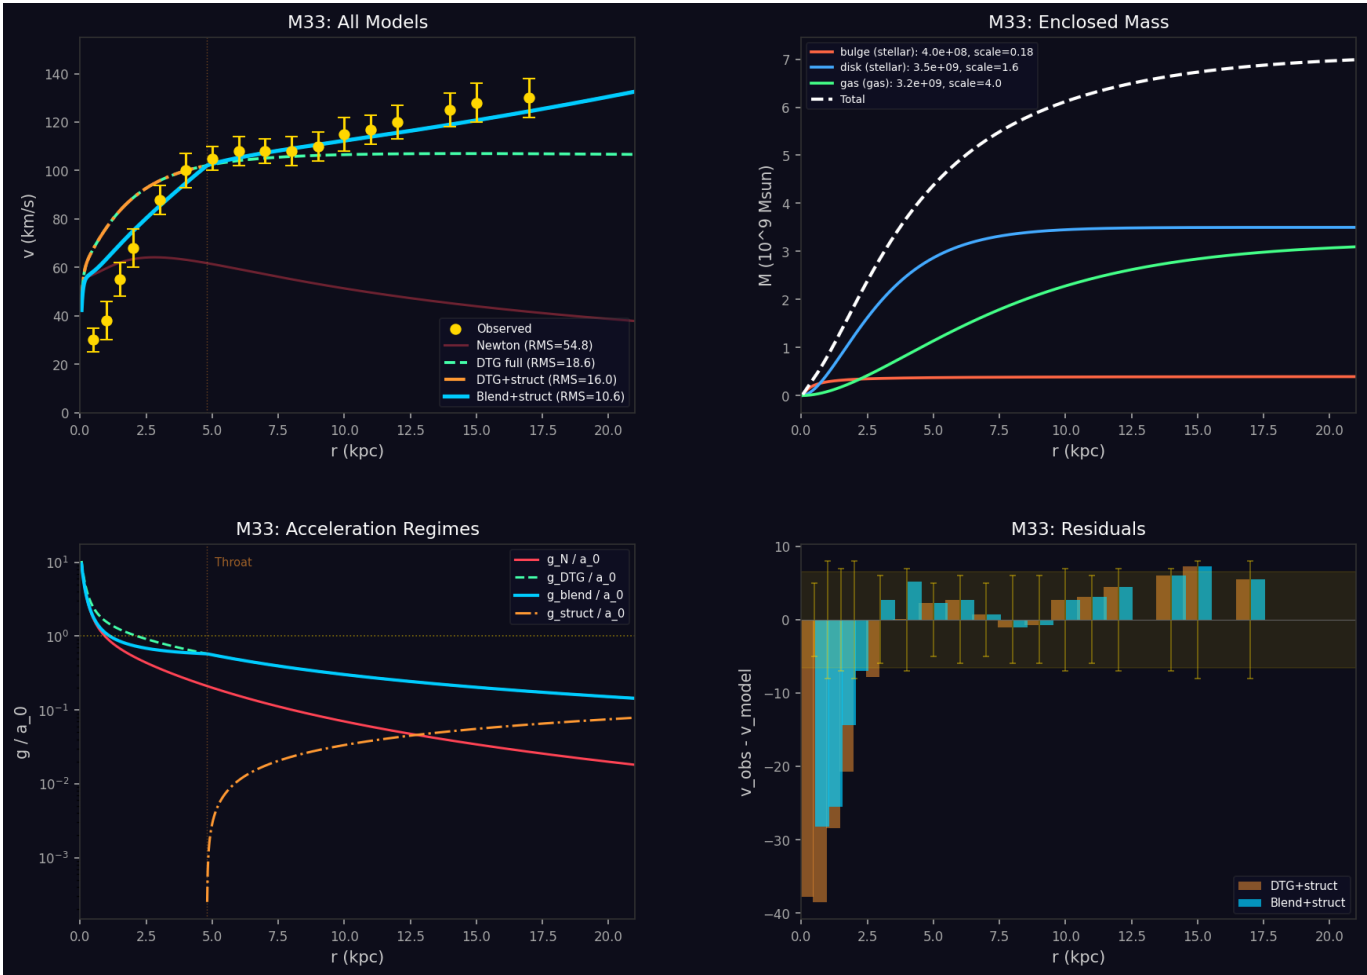 M33: All Models
v (km/s)
140
120
100
80
60
40
20
0
0.0 2.5 5.0 7.5 10.0 12.5 15.0 17.5 20.0
r (kpc)
Observed
Newton (RMS=54.8)
DTG full (RMS=18.6)
DTG+struct (RMS=16.0)
Blend+struct (RMS=10.6)
M33: Enclosed Mass
M (10^9 Msun)
7
6
5
4
3
2
1
0
0.0 2.5 5.0 7.5 10.0 12.5 15.0 17.5 20.0
r (kpc)
bulge (stellar): 4.0e+08, scale=0.18
disk (stellar): 3.5e+09, scale=1.6
gas (gas): 3.2e+09, scale=4.0
Total
M33: Acceleration Regimes
g / a_0
10¹
10⁰
10⁻¹
10⁻²
10⁻³
0.0 2.5 5.0 7.5 10.0 12.5 15.0 17.5 20.0
r (kpc)
Throat
g_N / a_0
g_DTG / a_0
g_blend / a_0
g_struct / a_0
M33: Residuals
v_obs - v_model
10
0
−10
−20
−30
−40
0.0 2.5 5.0 7.5 10.0 12.5 15.0 17.5 20.0
r (kpc)
DTG+struct
Blend+struct